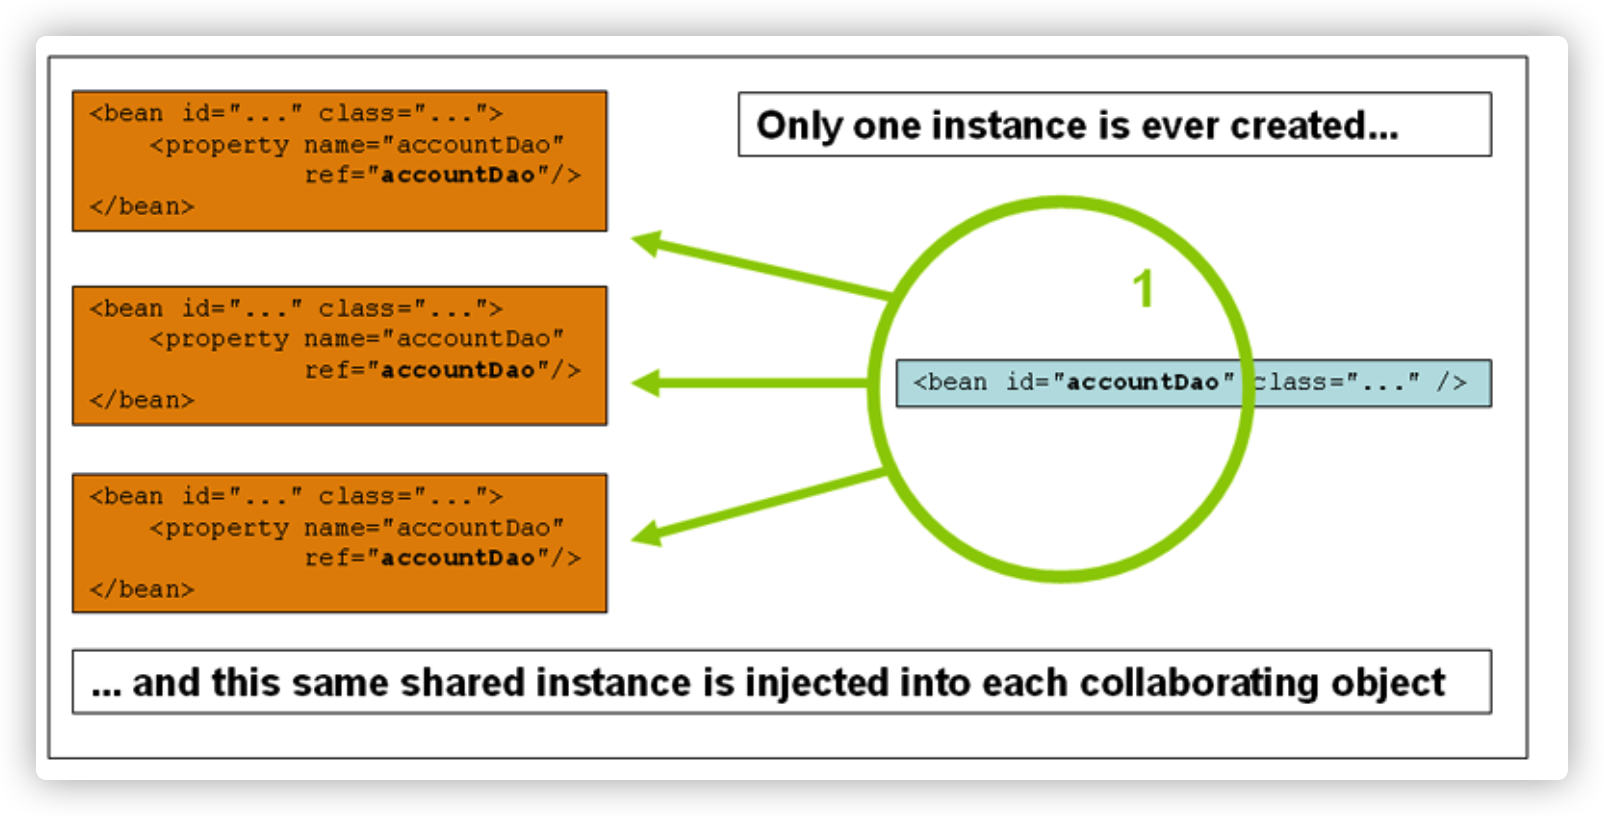 <bean id="..." class="...">
<property name="accountDao"
ref="accountDao"/>
</bean>
Only one instance is ever created...
<bean id="..." class="...">
<property name="accountDao"
ref="accountDao"/>
</bean>
1
<bean id="accountDao" class="..." />
<bean id="..." class="...">
<property name="accountDao"
ref="accountDao"/>
</bean>
... and this same shared instance is injected into each collaborating object